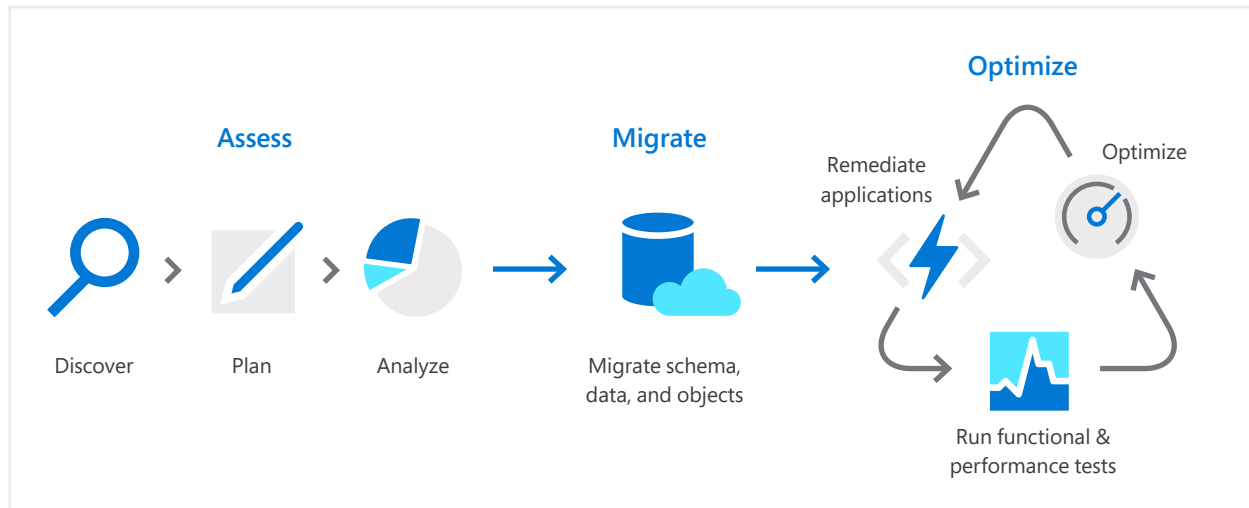 Assess
Discover
Plan
Analyze
Migrate
Migrate schema,
data, and objects
Optimize
Remediate
applications
Run functional &
performance tests
Optimize